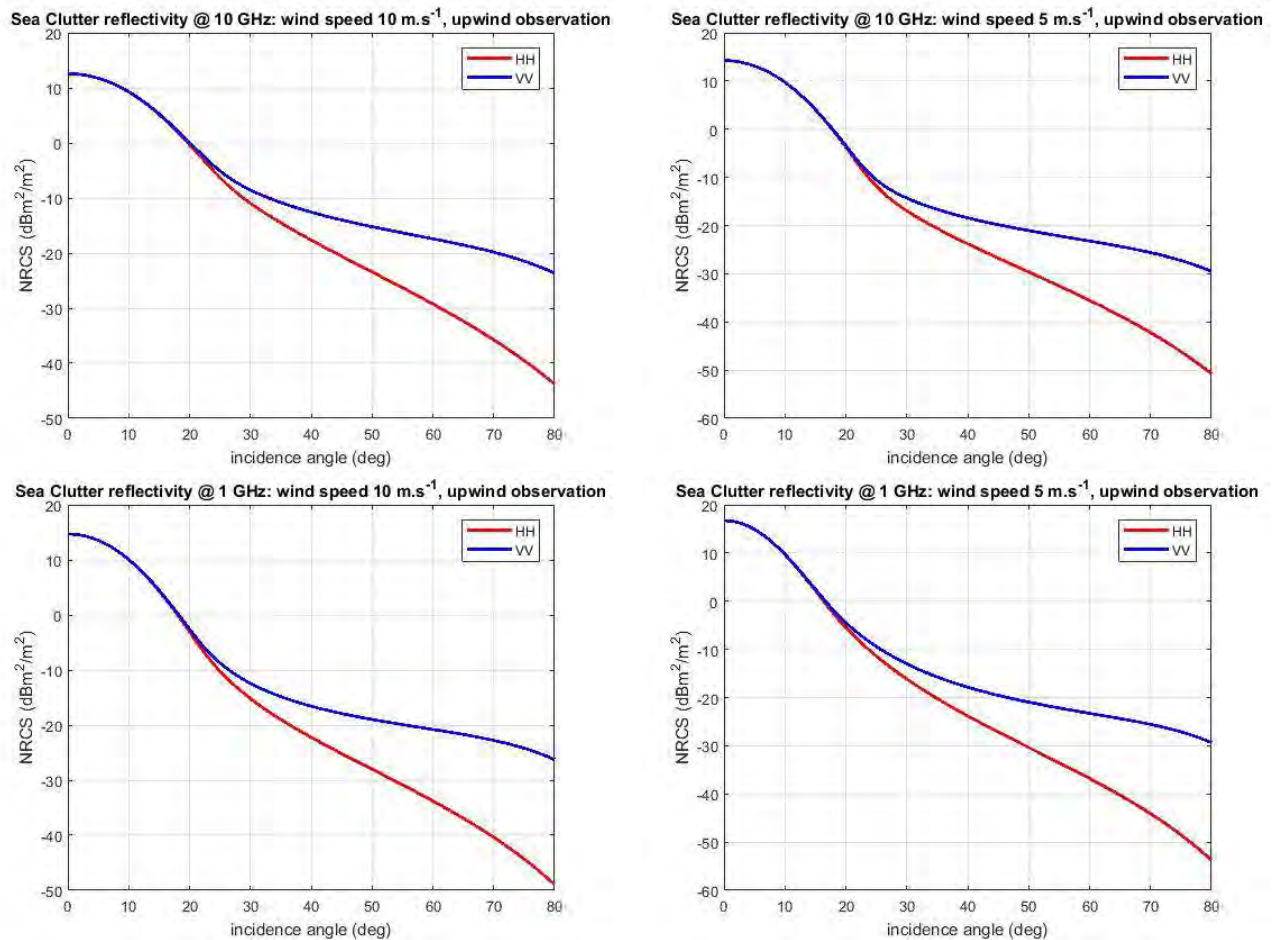 Sea Clutter reflectivity @ 10 GHz: wind speed 10 m.s⁻¹, upwind observation
20
10
0
-10
-20
-30
-40
-50
NRCS (dBm²/m²)
HH
VV
0 10 20 30 40 50 60 70 80
incidence angle (deg)
Sea Clutter reflectivity @ 10 GHz: wind speed 5 m.s⁻¹, upwind observation
20
10
0
-10
-20
-30
-40
-50
-60
NRCS (dBm²/m²)
HH
VV
0 10 20 30 40 50 60 70 80
incidence angle (deg)
Sea Clutter reflectivity @ 1 GHz: wind speed 10 m.s⁻¹, upwind observation
20
10
0
-10
-20
-30
-40
-50
NRCS (dBm²/m²)
HH
VV
0 10 20 30 40 50 60 70 80
incidence angle (deg)
Sea Clutter reflectivity @ 1 GHz: wind speed 5 m.s⁻¹, upwind observation
20
10
0
-10
-20
-30
-40
-50
-60
NRCS (dBm²/m²)
HH
VV
0 10 20 30 40 50 60 70 80
incidence angle (deg)